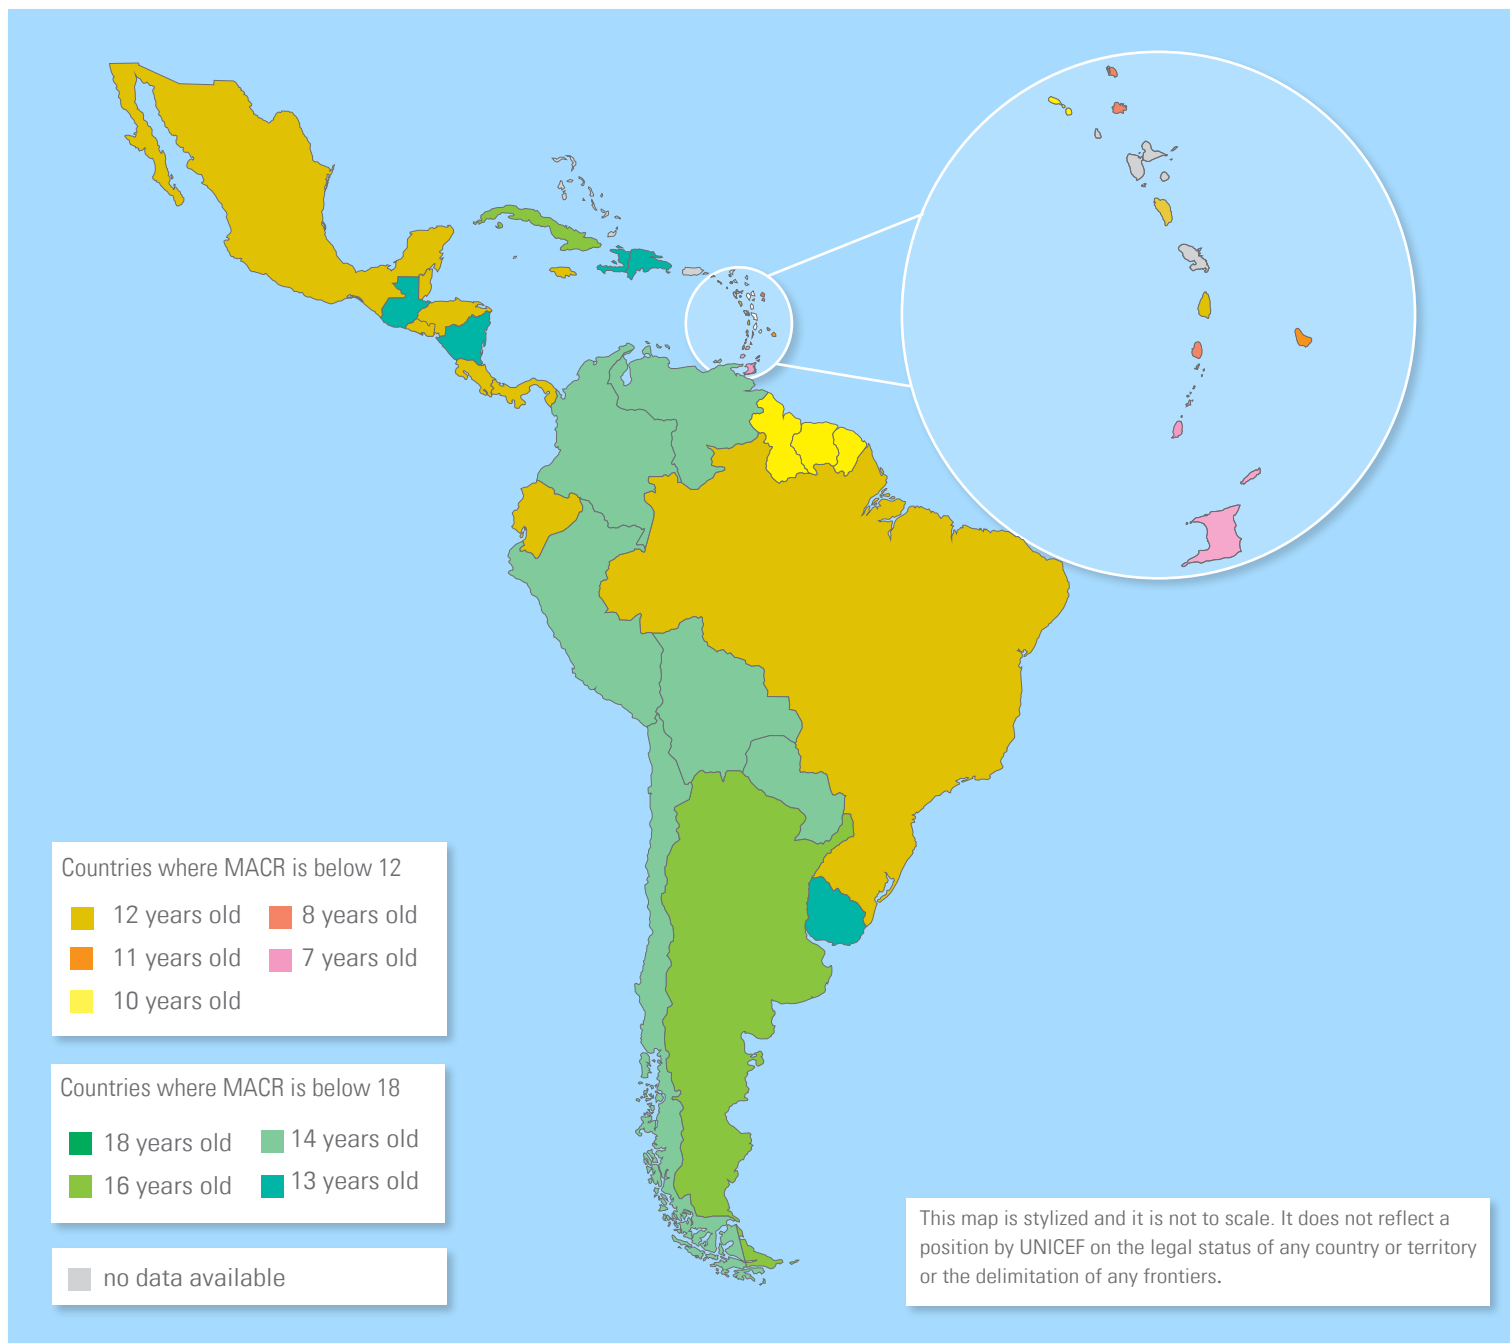 Countries where MACR is below 12
12 years old
8 years old
11 years old
7 years old
10 years old
Countries where MACR is below 18
18 years old
14 years old
16 years old
13 years old
no data available
This map is stylized and it is not to scale. It does not reflect a
position by UNICEF on the legal status of any country or territory
or the delimitation of any frontiers.